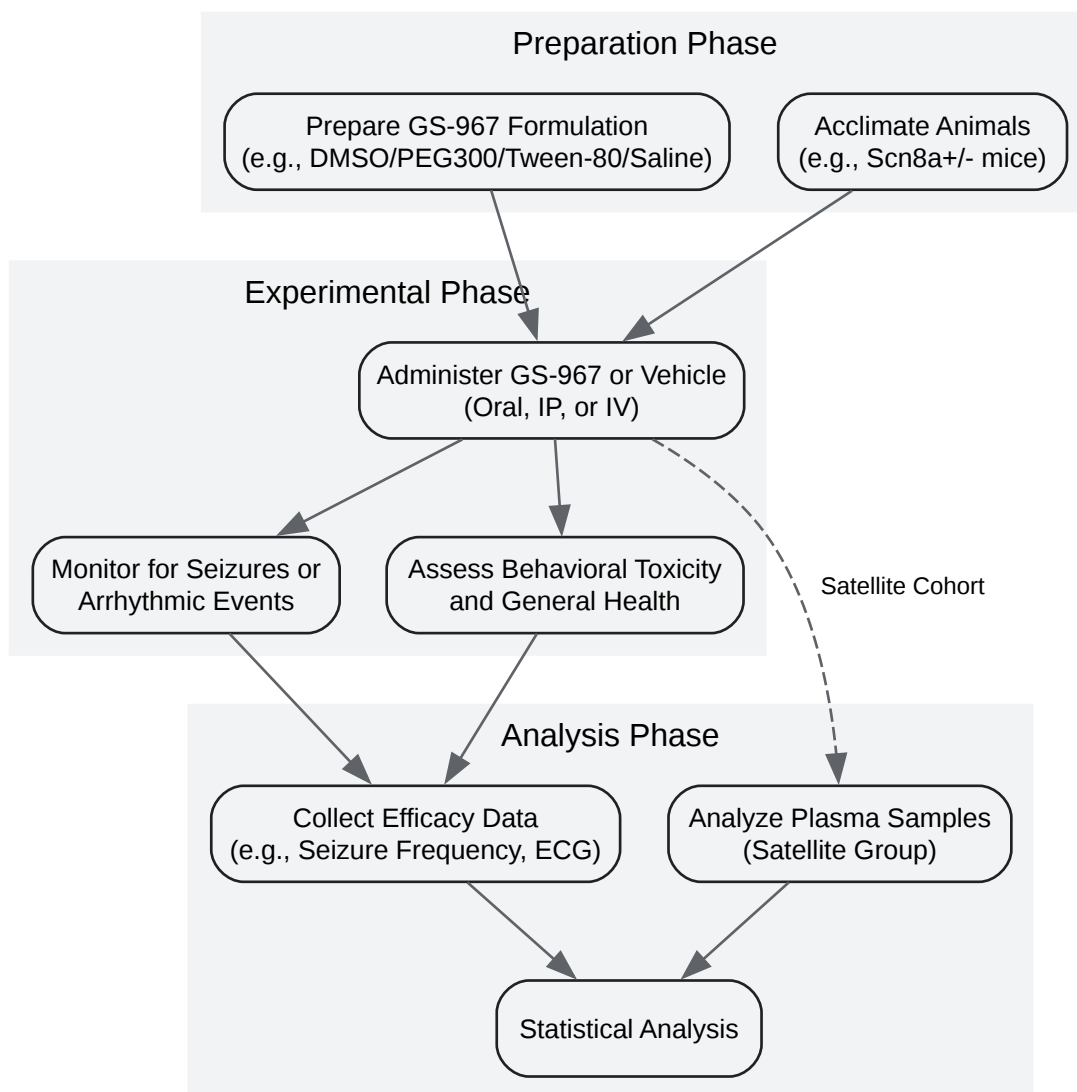 Preparation Phase
Prepare GS-967 Formulation
(e.g., DMSO/PEG300/Tween-80/Saline)
Acclimate Animals
(e.g., Scn8a+/- mice)
Experimental Phase
Administer GS-967 or Vehicle
(Oral, IP, or IV)
Monitor for Seizures or
Arrhythmic Events
Assess Behavioral Toxicity
and General Health
Satellite Cohort
Analysis Phase
Collect Efficacy Data
(e.g., Seizure Frequency, ECG)
Analyze Plasma Samples
(Satellite Group)
Statistical Analysis